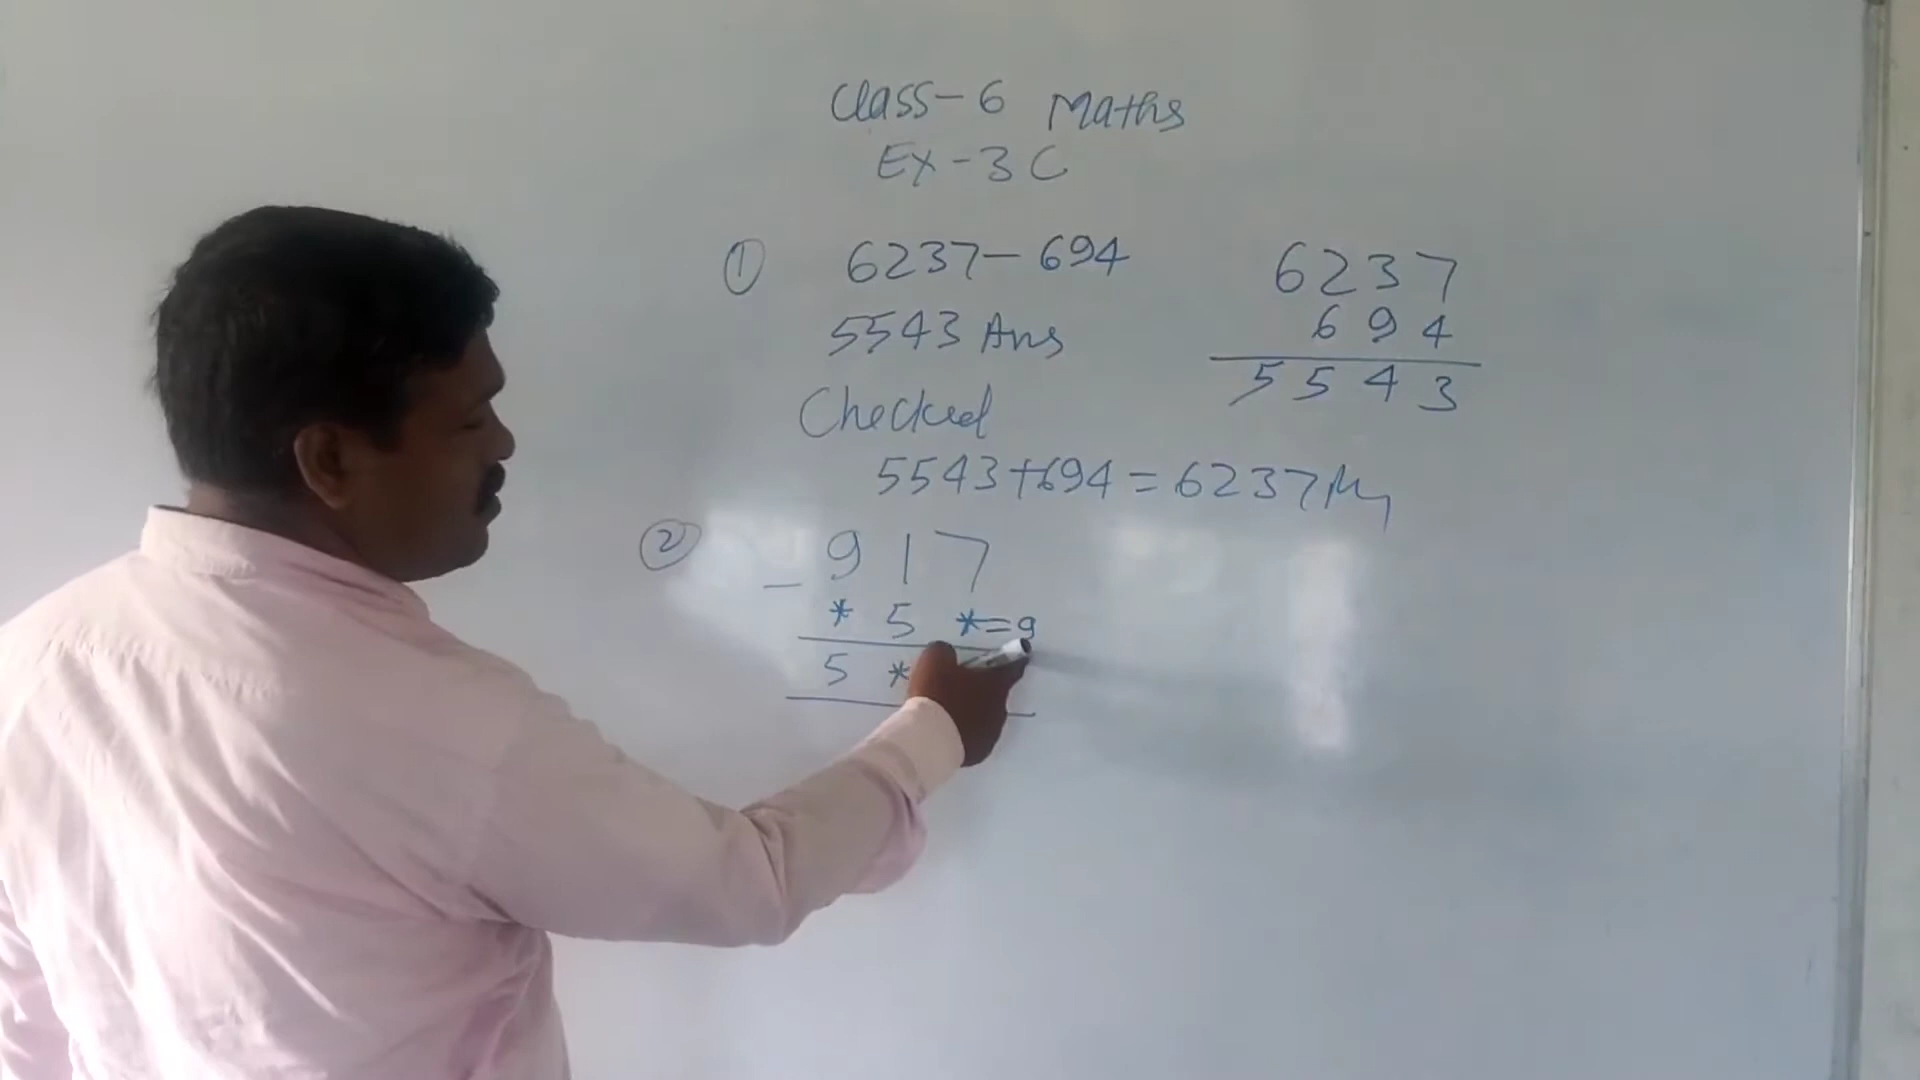 Class-6 Maths
Ex-3C
① 6237-694
5543 Ans
Checked
5543+694=6237
6237
694
5543
② 917
- * 5 *=9
5 *